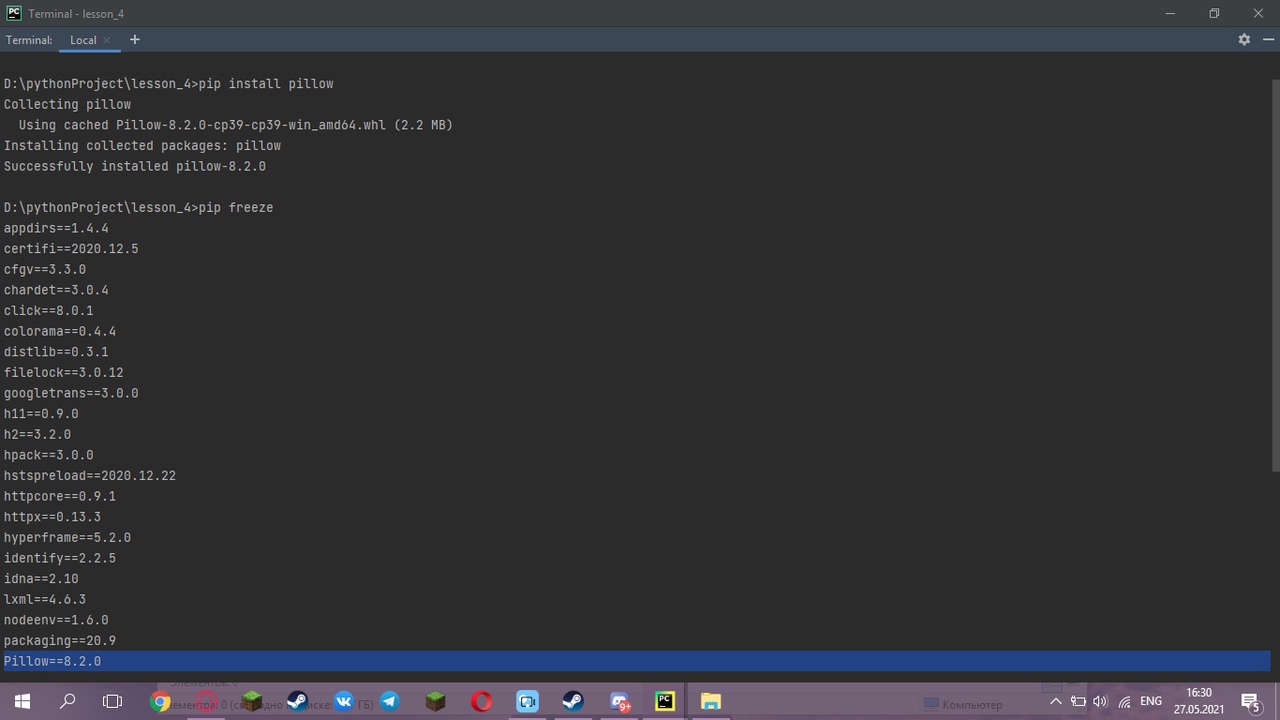 PC Terminal - lesson_4
Terminal: Local × +
D:\pythonProject\lesson_4>pip install pillow
Collecting pillow
  Using cached Pillow-8.2.0-cp39-cp39-win_amd64.whl (2.2 MB)
Installing collected packages: pillow
Successfully installed pillow-8.2.0
D:\pythonProject\lesson_4>pip freeze
appdirs==1.4.4
certifi==2020.12.5
cfgv==3.3.0
chardet==3.0.4
click==8.0.1
colorama==0.4.4
distlib==0.3.1
filelock==3.0.12
googletrans==3.0.0
h11==0.9.0
h2==3.2.0
hpack==3.0.0
hstspreload==2020.12.22
httpcore==0.9.1
httpx==0.13.3
hyperframe==5.2.0
identify==2.2.5
idna==2.10
lxml==4.6.3
nodeenv==1.6.0
packaging==20.9
Pillow==8.2.0
Компьютер
9+
PC
ENG
16:30
27.05.2021
5